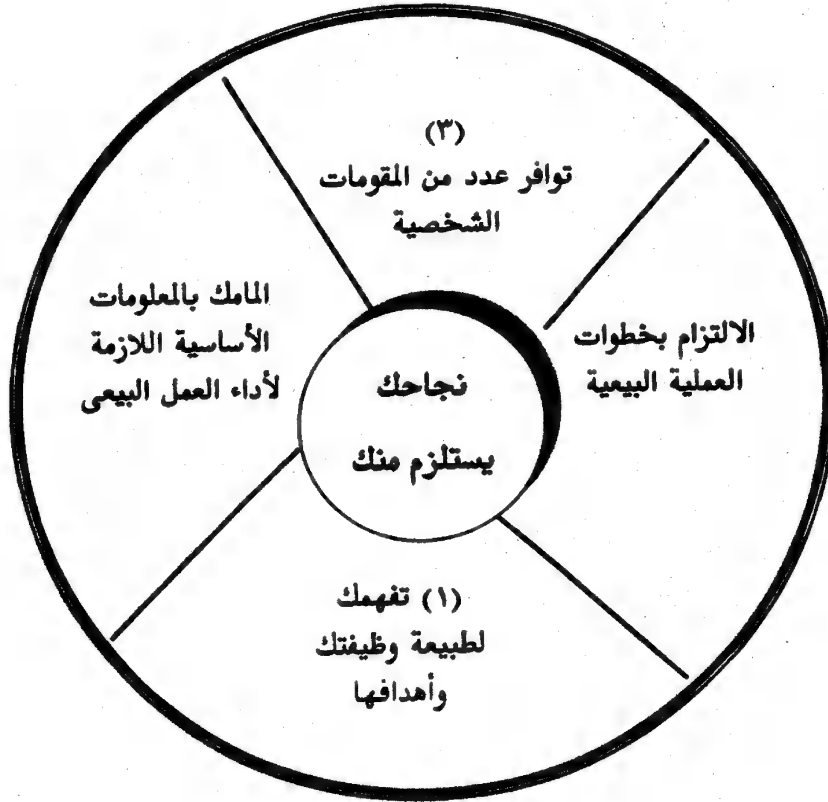 (٣)
توافر عدد من المقومات
الشخصية
الالتزام بخطوات
العملية البيعية
المامك بالمعلومات
الأساسية اللازمة
لأداء العمل البيعى
نجاحك
يستلزم منك
(١) تفهمك
لطبيعة وظيفتك
وأهدافها